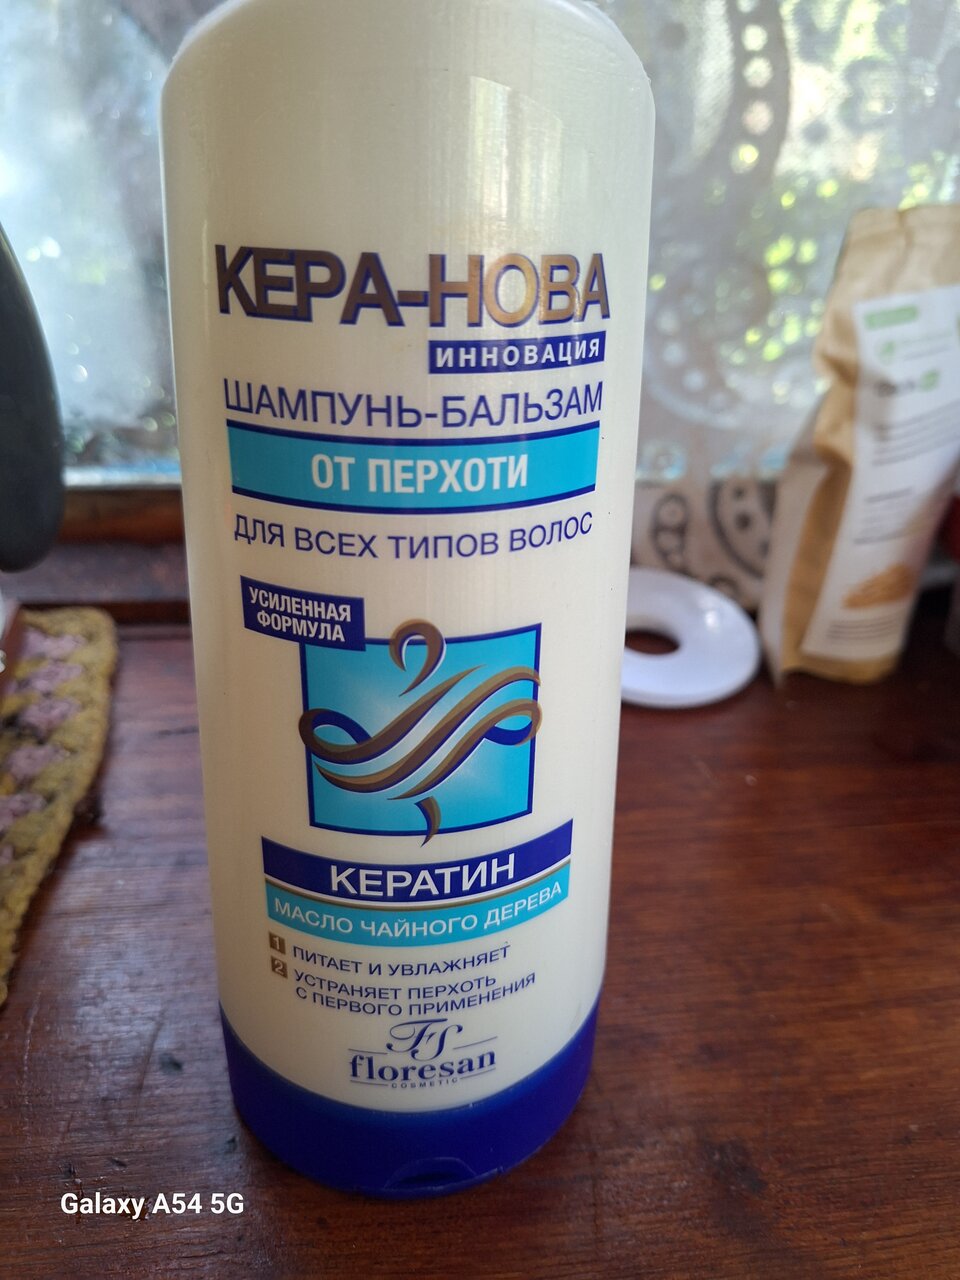 КЕРА-НОВА
ИННОВАЦИЯ
ШАМПУНЬ-БАЛЬЗАМ
ОТ ПЕРХОТИ
ДЛЯ ВСЕХ ТИПОВ ВОЛОС
УСИЛЕННАЯ
ФОРМУЛА
КЕРАТИН
МАСЛО ЧАЙНОГО ДЕРЕВА
1 ПИТАЕТ И УВЛАЖНЯЕТ
2 УСТРАНЯЕТ ПЕРХОТЬ
С ПЕРВОГО ПРИМЕНЕНИЯ
FS
floresan
COSMETIC
Galaxy A54 5G